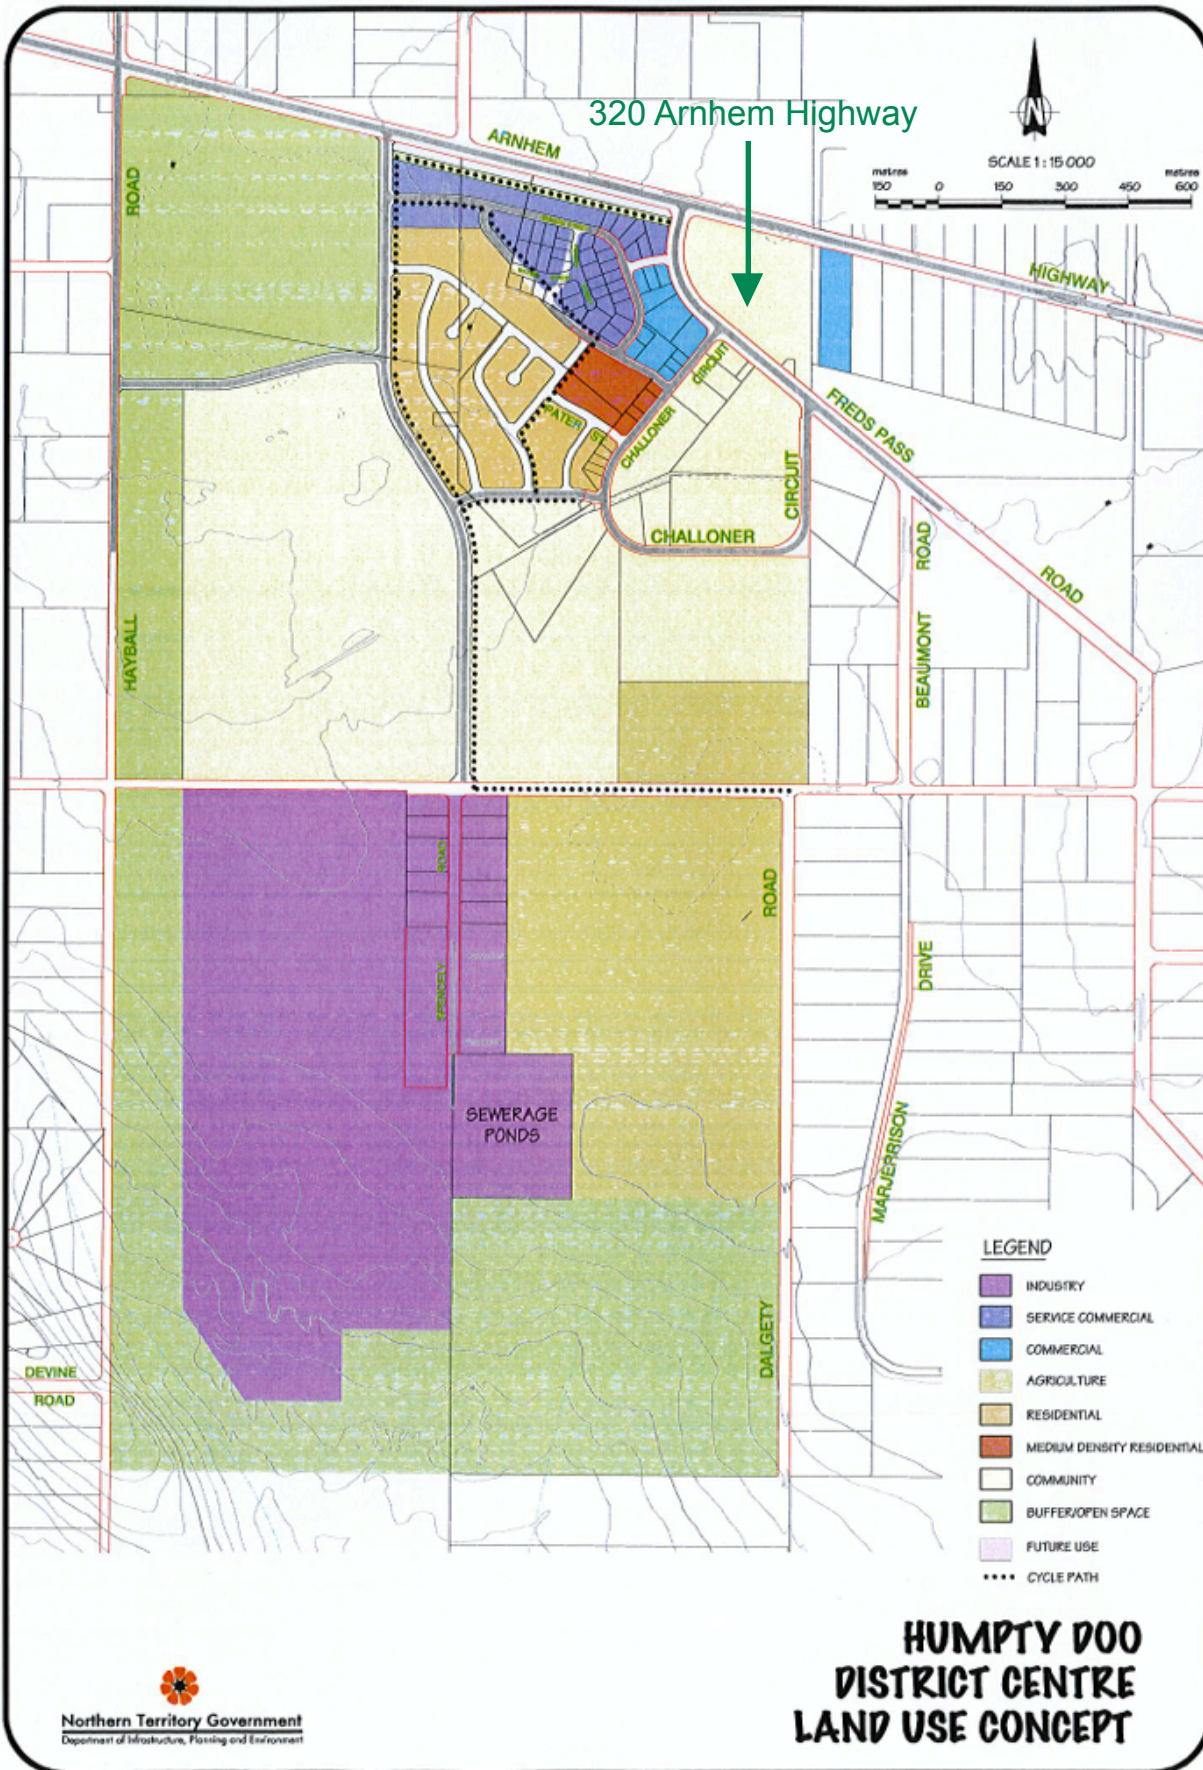 320 Arnhem Highway
ARNHEM
N
SCALE 1 : 15 000
metres
metres
150
0
150
300
450
600
ROAD
HIGHWAY
CIRCUIT
FREDS PASS
PATER ST
CHALLONER
CIRCUIT
CHALLONER
ROAD
ROAD
HAYBALL
BEAUMONT
ROAD
ROAD
SPENCELY
DRIVE
SEWERAGE
PONDS
MARJERRISON
DALGETY
DEVINE
ROAD
LEGEND
INDUSTRY
SERVICE COMMERCIAL
COMMERCIAL
AGRICULTURE
RESIDENTIAL
MEDIUM DENSITY RESIDENTIAL
COMMUNITY
BUFFER/OPEN SPACE
FUTURE USE
CYCLE PATH
HUMPTY DOO
DISTRICT CENTRE
LAND USE CONCEPT
Northern Territory Government
Department of Infrastructure, Planning and Environment